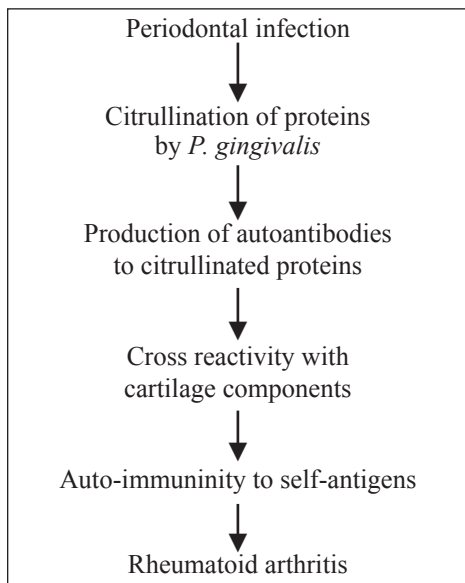 Periodontal infection
Citrullination of proteins
by P. gingivalis
Production of autoantibodies
to citrullinated proteins
Cross reactivity with
cartilage components
Auto-immuninity to self-antigens
Rheumatoid arthritis